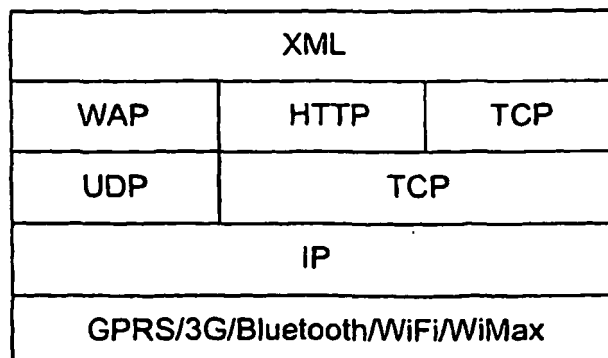 XML
WAP HTTP TCP
UDP TCP
IP
GPRS/3G/Bluetooth/WiFi/WiMax